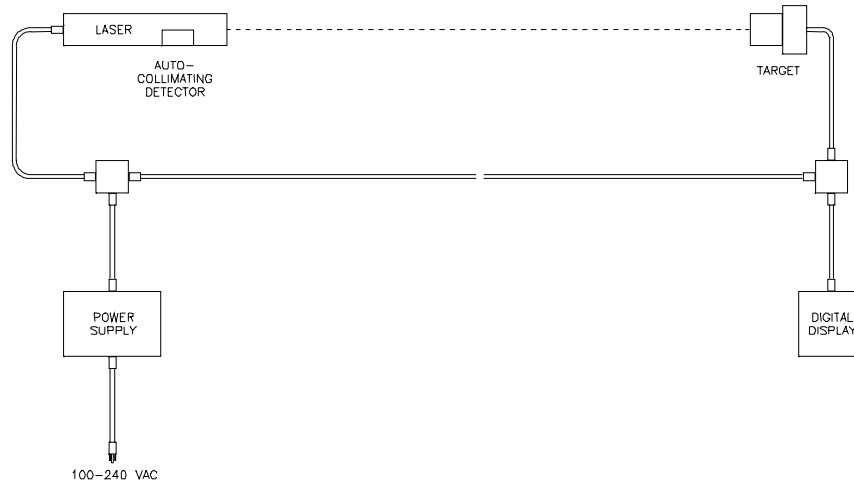 LASER
AUTO-
COLLIMATING
DETECTOR
TARGET
POWER
SUPPLY
DIGITAL
DISPLAY
100-240 VAC